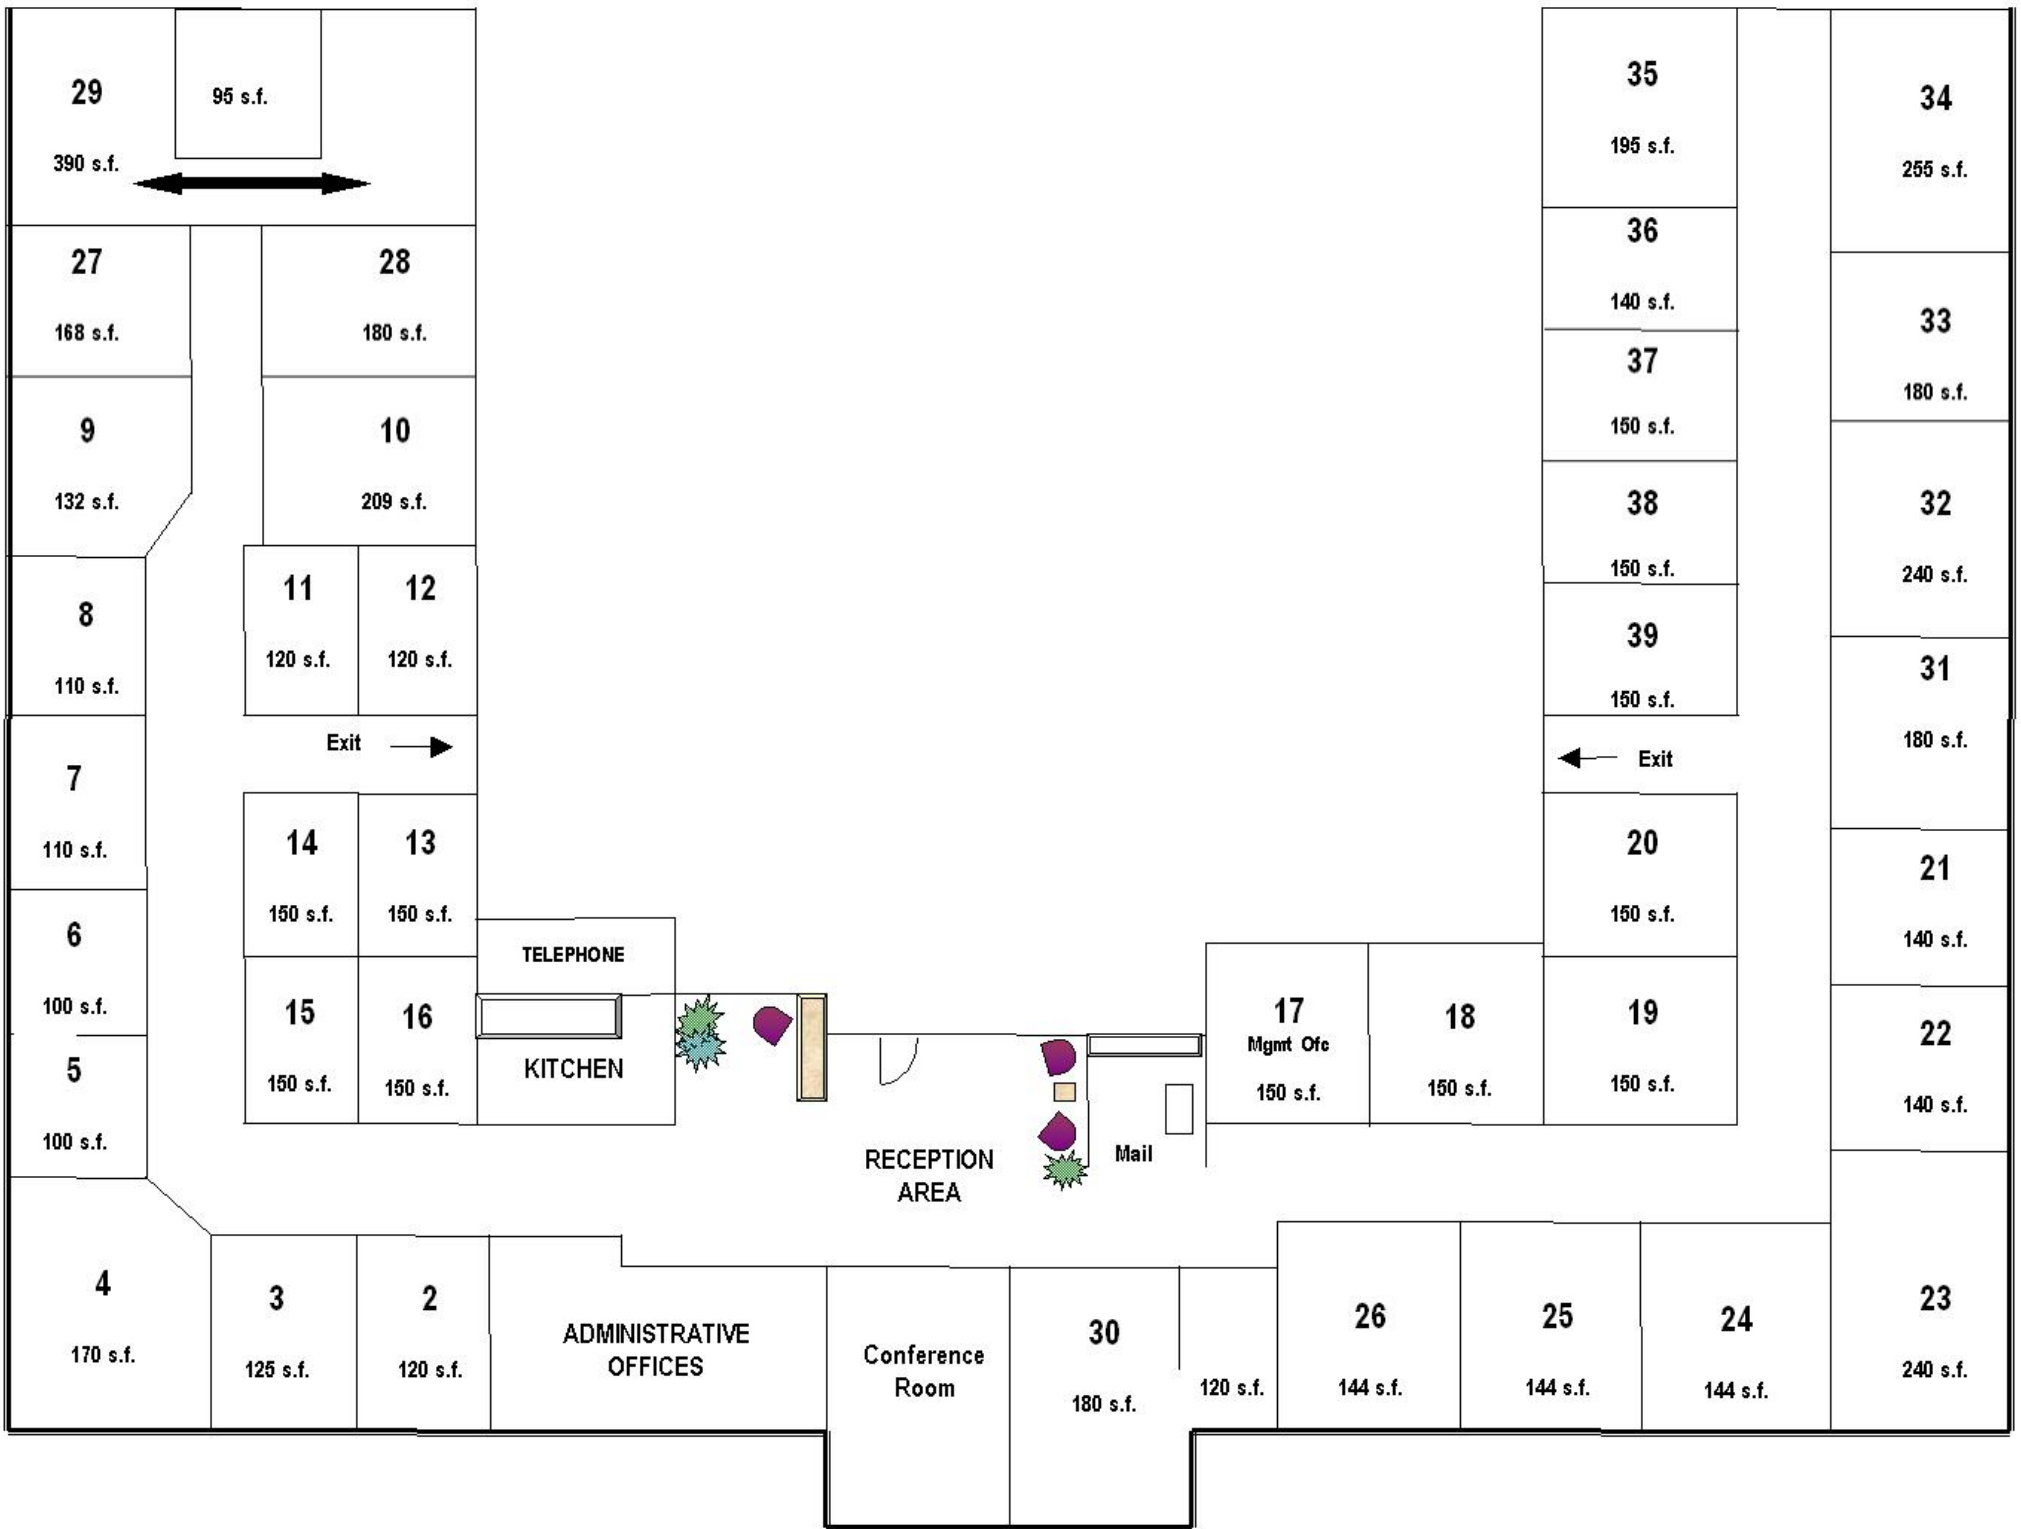 29
390 s.f.
95 s.f.
27
168 s.f.
28
180 s.f.
9
132 s.f.
10
209 s.f.
8
110 s.f.
11
120 s.f.
12
120 s.f.
Exit
7
110 s.f.
14
150 s.f.
13
150 s.f.
6
100 s.f.
15
150 s.f.
16
150 s.f.
5
100 s.f.
TELEPHONE
KITCHEN
RECEPTION
AREA
Mail
17
Mgmt Ofc
150 s.f.
18
150 s.f.
19
150 s.f.
20
150 s.f.
Exit
35
195 s.f.
36
140 s.f.
37
150 s.f.
38
150 s.f.
39
150 s.f.
34
255 s.f.
33
180 s.f.
32
240 s.f.
31
180 s.f.
21
140 s.f.
22
140 s.f.
4
170 s.f.
3
125 s.f.
2
120 s.f.
ADMINISTRATIVE
OFFICES
Conference
Room
30
180 s.f.
120 s.f.
26
144 s.f.
25
144 s.f.
24
144 s.f.
23
240 s.f.